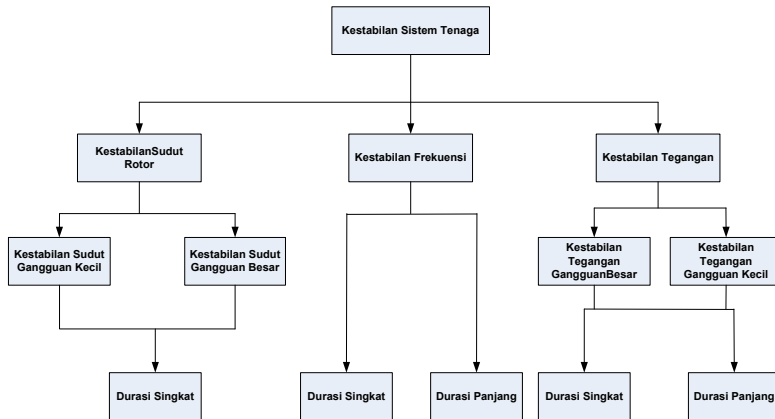 Kestabilan Sistem Tenaga
KestabilanSudut
Rotor
Kestabilan Frekuensi
Kestabilan Tegangan
Kestabilan Sudut
Gangguan Kecil
Kestabilan Sudut
Gangguan Besar
Kestabilan
Tegangan
GangguanBesar
Kestabilan
Tegangan
Gangguan Kecil
Durasi Singkat
Durasi Singkat
Durasi Panjang
Durasi Singkat
Durasi Panjang